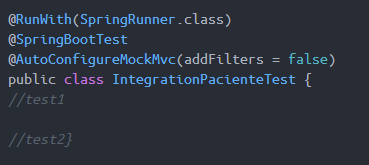 @RunWith(SpringRunner.class)
@SpringBootTest
@AutoConfigureMockMvc(addFilters = false)
public class IntegrationPacienteTest {
//test1
//test2}